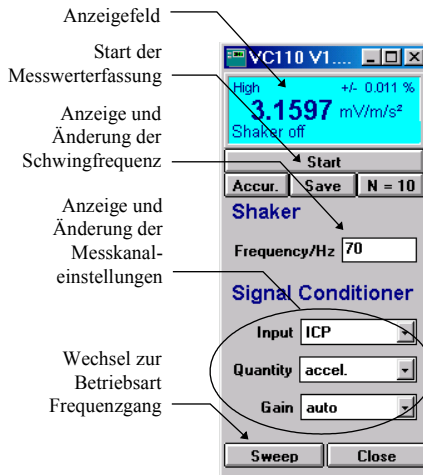 Anzeigefeld
Start der
Messwerterfassung
Anzeige und
Änderung der
Schwingfrequenz
Anzeige und
Änderung der
Messkanal-
einstellungen
Wechsel zur
Betriebsart
Frequenzgang
VC110 V1....
High +/- 0.011 %
3.1597 mV/m/s²
Shaker off
Start
Accur. Save N = 10
Shaker
Frequency/Hz 70
Signal Conditioner
Input ICP
Quantity accel.
Gain auto
Sweep Close